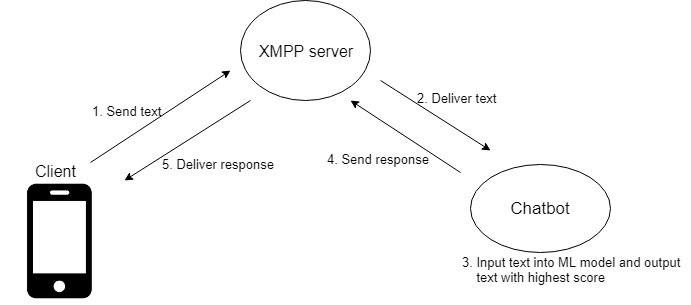 XMPP server
1. Send text
2. Deliver text
5. Deliver response
4. Send response
Client
Chatbot
3. Input text into ML model and output
text with highest score